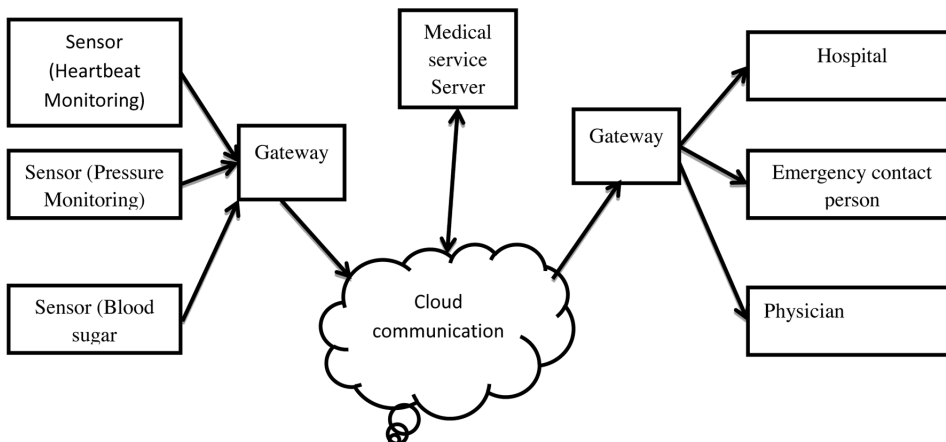 Sensor
(Heartbeat
Monitoring)
Sensor (Pressure
Monitoring)
Sensor (Blood
sugar
Gateway
Medical
service
Server
Cloud
communication
Gateway
Hospital
Emergency contact
person
Physician